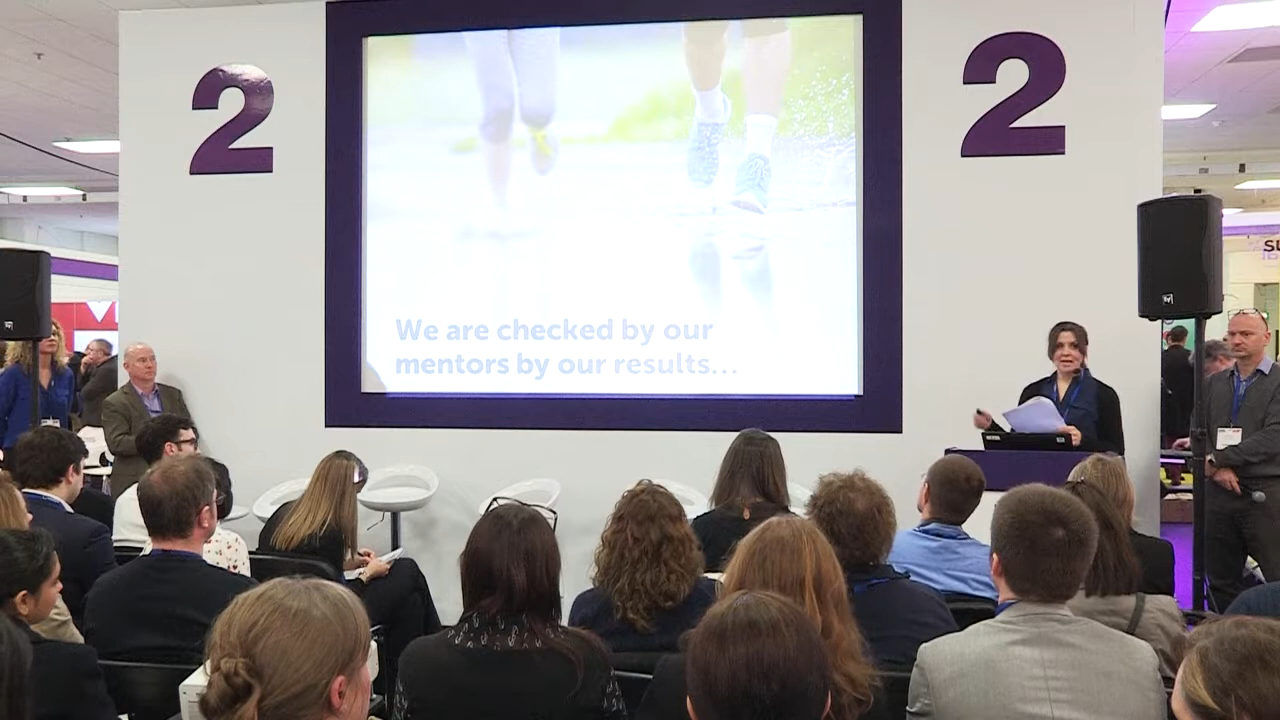 2
2
We are checked by our
mentors by our results…